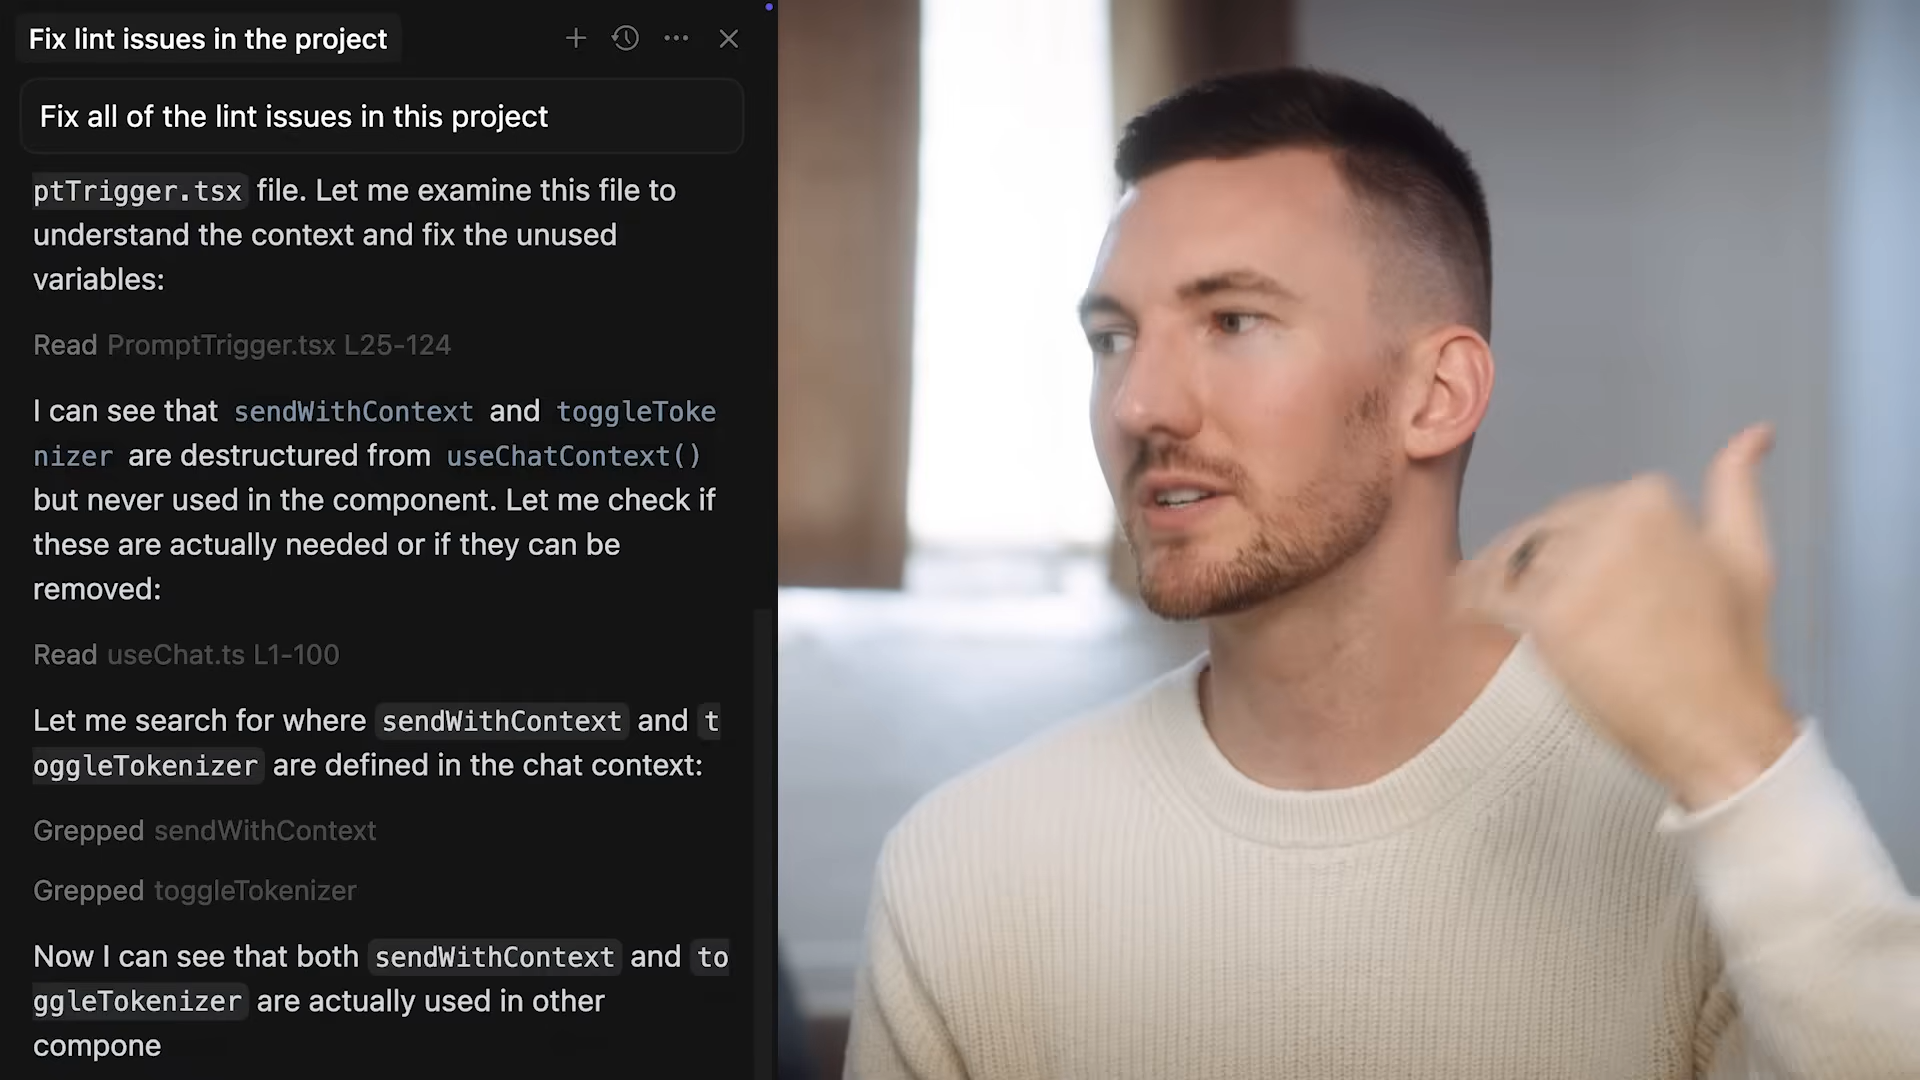 Fix lint issues in the project
Fix all of the lint issues in this project
ptTrigger.tsx file. Let me examine this file to
understand the context and fix the unused
variables:
Read PromptTrigger.tsx L25-124
I can see that sendWithContext and toggleToke
nizer are destructured from useChatContext()
but never used in the component. Let me check if
these are actually needed or if they can be
removed:
Read useChat.ts L1-100
Let me search for where sendWithContext and t
oggleTokenizer are defined in the chat context:
Grepped sendWithContext
Grepped toggleTokenizer
Now I can see that both sendWithContext and to
ggleTokenizer are actually used in other
compone